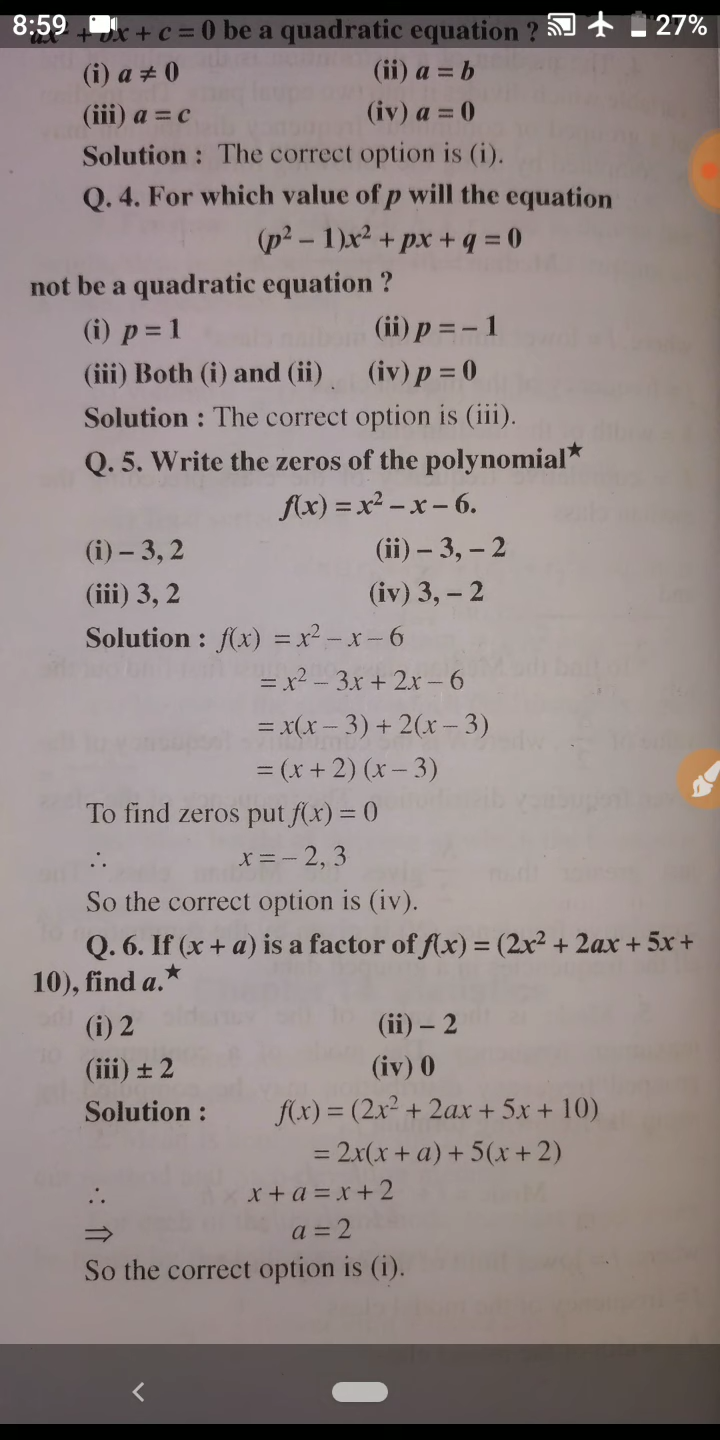 8:59 27%
ax² + bx + c = 0 be a quadratic equation ?
(i) a ≠ 0 (ii) a = b
(iii) a = c (iv) a = 0
Solution : The correct option is (i).
Q. 4. For which value of p will the equation
(p² – 1)x² + px + q = 0
not be a quadratic equation ?
(i) p = 1 (ii) p = – 1
(iii) Both (i) and (ii) (iv) p = 0
Solution : The correct option is (iii).
Q. 5. Write the zeros of the polynomial★
f(x) = x² – x – 6.
(i) – 3, 2 (ii) – 3, – 2
(iii) 3, 2 (iv) 3, – 2
Solution : f(x) = x² – x – 6
= x² – 3x + 2x – 6
= x(x – 3) + 2(x – 3)
= (x + 2) (x – 3)
To find zeros put f(x) = 0
∴ x = – 2, 3
So the correct option is (iv).
Q. 6. If (x + a) is a factor of f(x) = (2x² + 2ax + 5x +
10), find a.★
(i) 2 (ii) – 2
(iii) ± 2 (iv) 0
Solution : f(x) = (2x² + 2ax + 5x + 10)
= 2x(x + a) + 5(x + 2)
∴ x + a = x + 2
⇒ a = 2
So the correct option is (i).